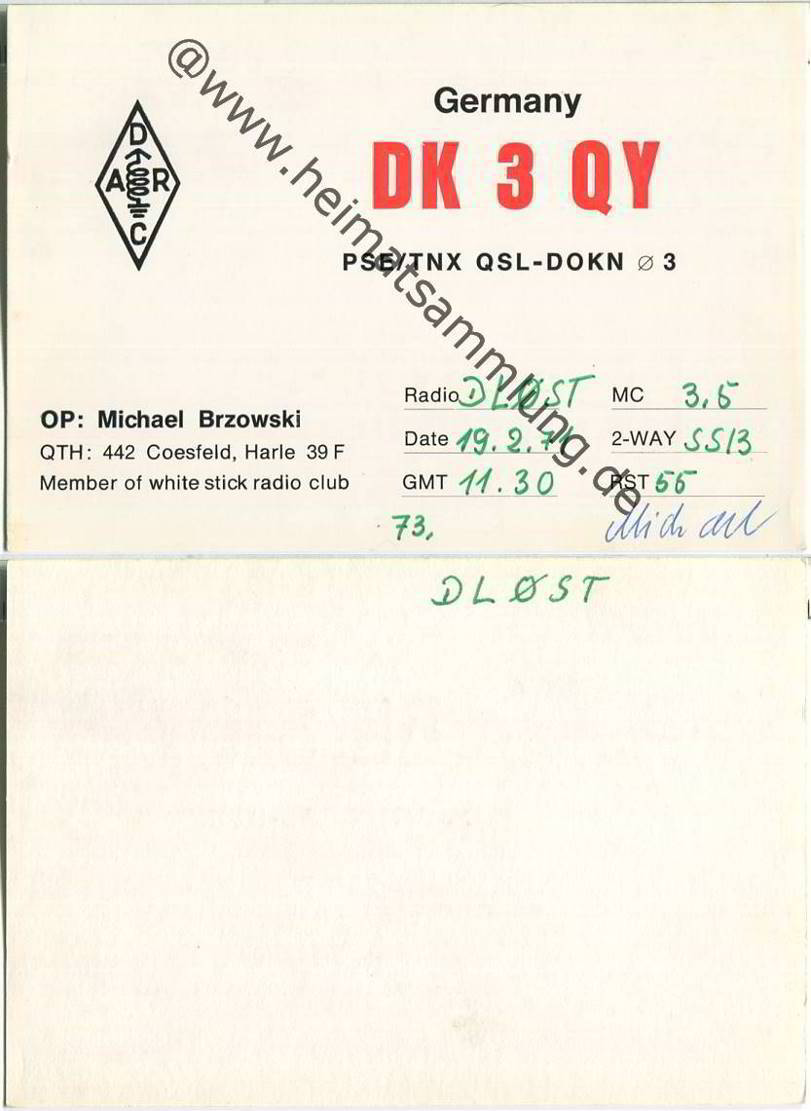 @www.heimatsammlung.de
Germany
D
A R
C
DK 3 QY
PSE/TNX QSL-DOKN ∅ 3
Radio DLØST MC 3,5
OP: Michael Brzowski
Date 19.2.74 2-WAY SSB
QTH: 442 Coesfeld, Harle 39 F
Member of white stick radio club
GMT 11.30 RST 55
73,
Michael
DLØST